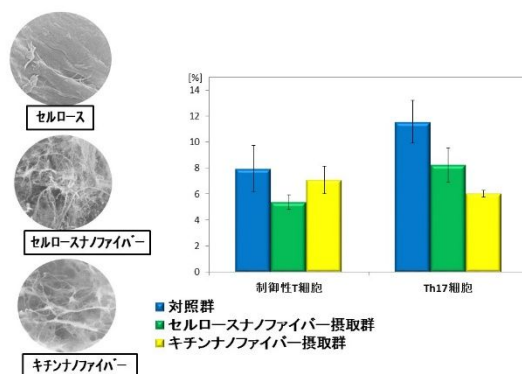 セルロース
セルロースナノファイバー
キチンナノファイバー
[%]
14
12
10
8
6
4
2
0
制御性T細胞
Th17細胞
対照群
セルロースナノファイバー摂取群
キチンナノファイバー摂取群